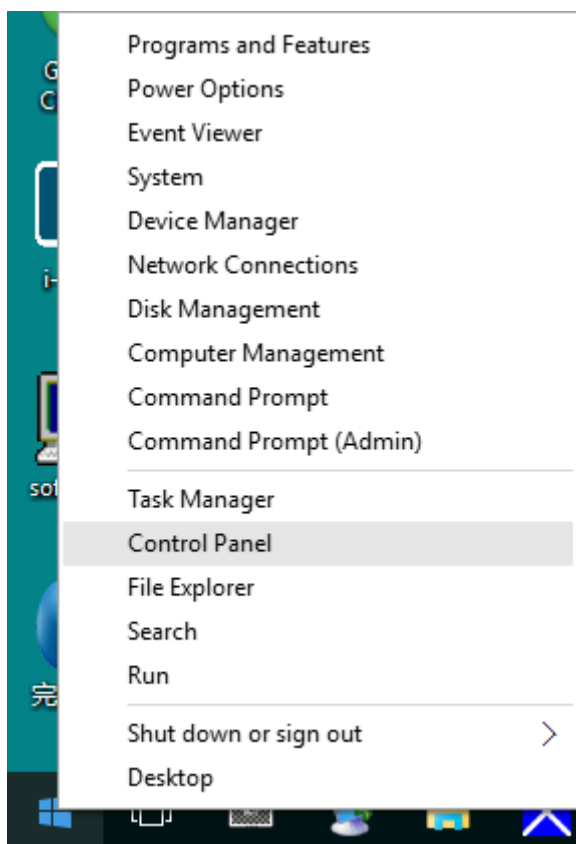 Programs and Features
Power Options
Event Viewer
System
Device Manager
Network Connections
Disk Management
Computer Management
Command Prompt
Command Prompt (Admin)
Task Manager
Control Panel
File Explorer
Search
Run
Shut down or sign out
Desktop